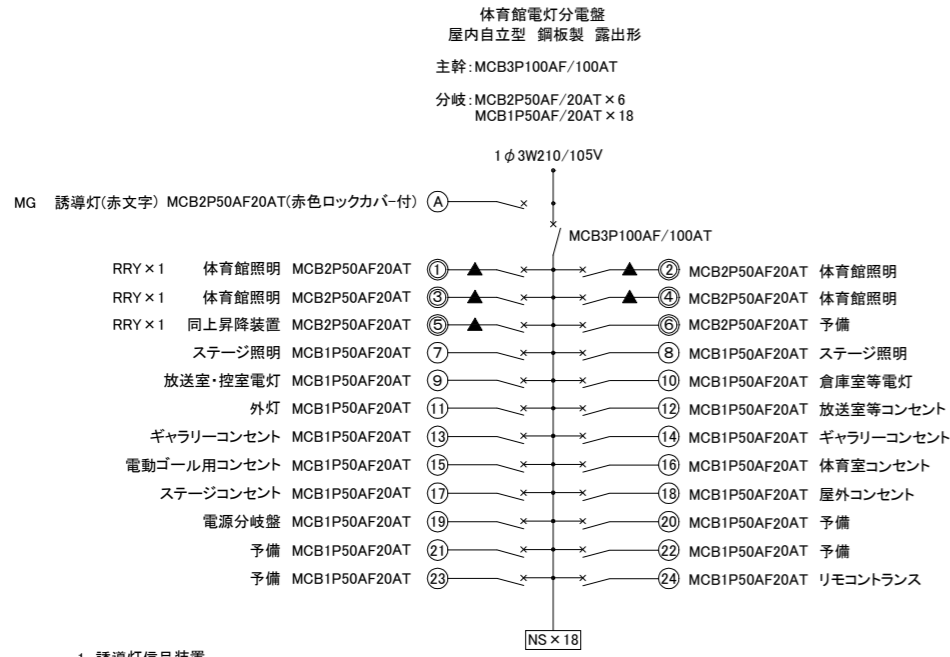 体育館電灯分電盤
屋内自立型 鋼板製 露出形
主幹:MCB3P100AF/100AT
分岐:MCB2P50AF/20AT×6
MCB1P50AF/20AT×18
1φ3W210/105V
MG 誘導灯(赤文字) MCB2P50AF20AT(赤色ロックカバー付) A
MCB3P100AF/100AT
RRY×1 体育館照明 MCB2P50AF20AT ① ② MCB2P50AF20AT 体育館照明
RRY×1 体育館照明 MCB2P50AF20AT ③ ④ MCB2P50AF20AT 体育館照明
RRY×1 同上昇降装置 MCB2P50AF20AT ⑤ ⑥ MCB2P50AF20AT 予備
ステージ照明 MCB1P50AF20AT ⑦ ⑧ MCB1P50AF20AT ステージ照明
放送室・控室電灯 MCB1P50AF20AT ⑨ ⑩ MCB1P50AF20AT 倉庫室等電灯
外灯 MCB1P50AF20AT ⑪ ⑫ MCB1P50AF20AT 放送室等コンセント
ギャラリーコンセント MCB1P50AF20AT ⑬ ⑭ MCB1P50AF20AT ギャラリーコンセント
電動ゴール用コンセント MCB1P50AF20AT ⑮ ⑯ MCB1P50AF20AT 体育室コンセント
ステージコンセント MCB1P50AF20AT ⑰ ⑱ MCB1P50AF20AT 屋外コンセント
電源分岐盤 MCB1P50AF20AT ⑲ ⑳ MCB1P50AF20AT 予備
予備 MCB1P50AF20AT ㉑ ㉒ MCB1P50AF20AT 予備
予備 MCB1P50AF20AT ㉓ ㉔ MCB1P50AF20AT リモコントランス
NS×18
1 誘導灯信号装置